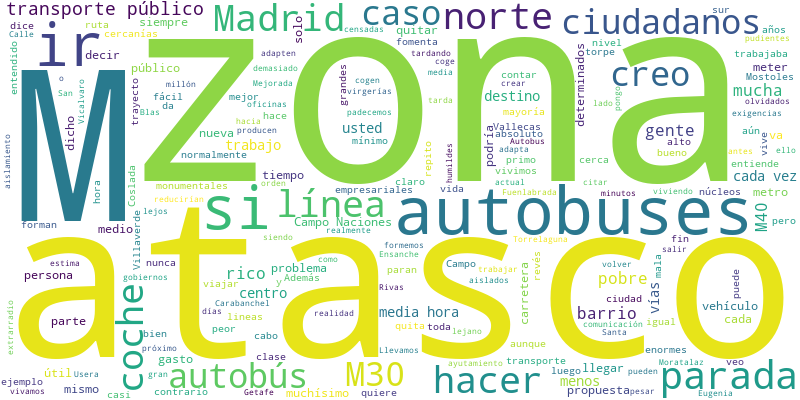 transporte público
siempre
Madrid
caso
norte
ciudadanos
sur
dice
ruta
Calle
cercanías
ir
zona
M
solo
quitar
años
pudientes
adapten
censadas
fomenta
nivel
trabajaba
entendido
decir
tardando
torpe
meter
Mostoles
demasiado
cogen
coge
creo
o
millón
Mejorada
virgerías
media
contar
olvidados
San
público
grandes
crear
destino
mucha
Vicalvaro
trayecto
fácil
mejor
oficinas
tarda
mayoría
determinados
lado
pongo
exigencias
Blas
da
hace
hacia
padecemos
Vallecas
Autobus
gente
aún
va
dicho
nueva
producen
usted
absoluto
alto
vive
antes
ello
aislamiento
normalmente
mínimo
humildes
podría
adapta
bueno
trabajo
repito
primo
cerca
entiende
hora
Coslada
tiempo
claro
vivimos
cada vez
monumentales
orden
empresariales
vida
actual
citar
viviendo
núcleos
reducirían
Fuenlabrada
minutos
metro
forman
lejos
si
línea
autobuses
M40
pero
medio
Villaverde
Campo Naciones
realmente
atasco
siendo
como
formemos
Torrelaguna
fin
salir
estima
nunca
rico
problema
Ensanche
trabajar
revés
mala
persona
gobiernos
viajar
y
Además
paran
Campo
aislados
carretera
volver
pobre
ciudad
puede
extrarradio
centro
Rivas
vías
vehículo
días
realidad
media hora
barrio
comunicación
igual
cada
parte
coche
lineas
Carabanchel
quita
toda
lejano
Santa
bien
peor
cabo
aunque
enormes
veo
próximo
Llevamos
ayuntamiento
transporte
Moratalaz
casi
gran
gasto
clase
luego
llegar
pueden
útil
Usera
autobús
M30
hacer
menos
parada
ejemplo
mismo
contrario
muchísimo
quiere
propuesta
pesar
vivamos
Getafe
Eugenia